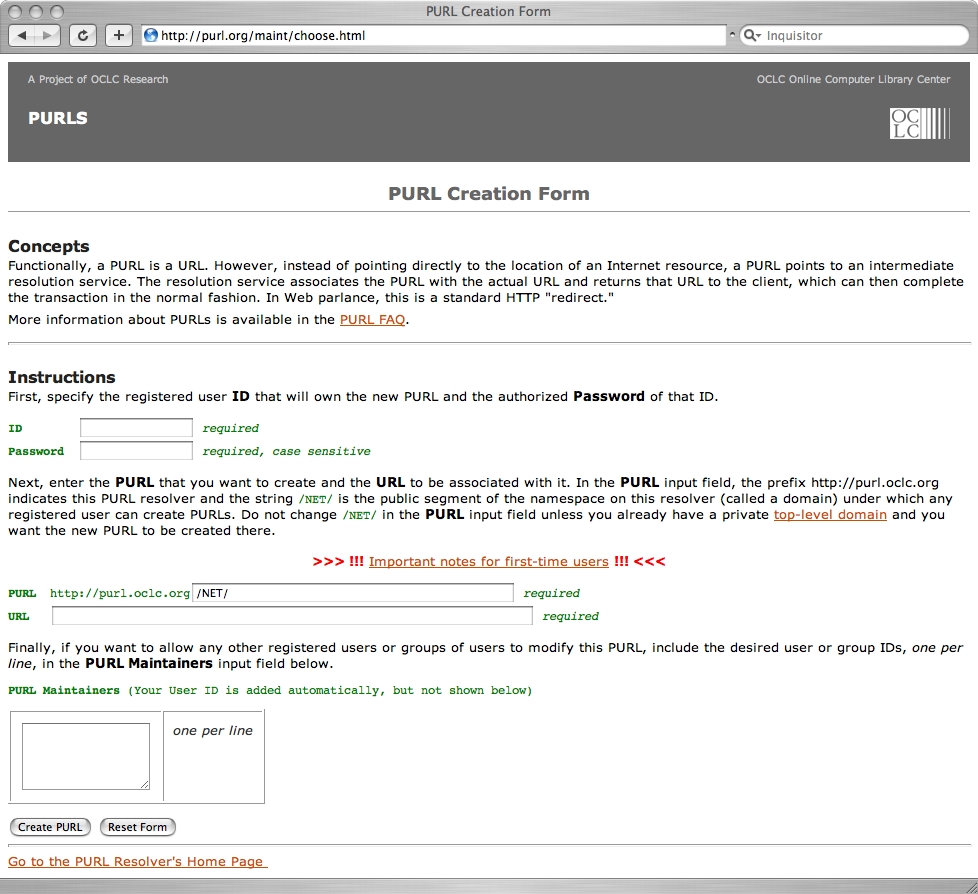 PURL Creation Form
http://purl.org/maint/choose.html
Inquisitor
A Project of OCLC Research
OCLC Online Computer Library Center
PURLS
OC
LC
PURL Creation Form
Concepts
Functionally, a PURL is a URL. However, instead of pointing directly to the location of an Internet resource, a PURL points to an intermediate
resolution service. The resolution service associates the PURL with the actual URL and returns that URL to the client, which can then complete
the transaction in the normal fashion. In Web parlance, this is a standard HTTP "redirect."
More information about PURLs is available in the PURL FAQ.
Instructions
First, specify the registered user ID that will own the new PURL and the authorized Password of that ID.
ID required
Password required, case sensitive
Next, enter the PURL that you want to create and the URL to be associated with it. In the PURL input field, the prefix http://purl.oclc.org
indicates this PURL resolver and the string /NET/ is the public segment of the namespace on this resolver (called a domain) under which any
registered user can create PURLs. Do not change /NET/ in the PURL input field unless you already have a private top-level domain and you
want the new PURL to be created there.
>>> !!! Important notes for first-time users !!! <<<
PURL http://purl.oclc.org /NET/ required
URL required
Finally, if you want to allow any other registered users or groups of users to modify this PURL, include the desired user or group IDs, one per
line, in the PURL Maintainers input field below.
PURL Maintainers (Your User ID is added automatically, but not shown below)
one per line
Create PURL Reset Form
Go to the PURL Resolver's Home Page